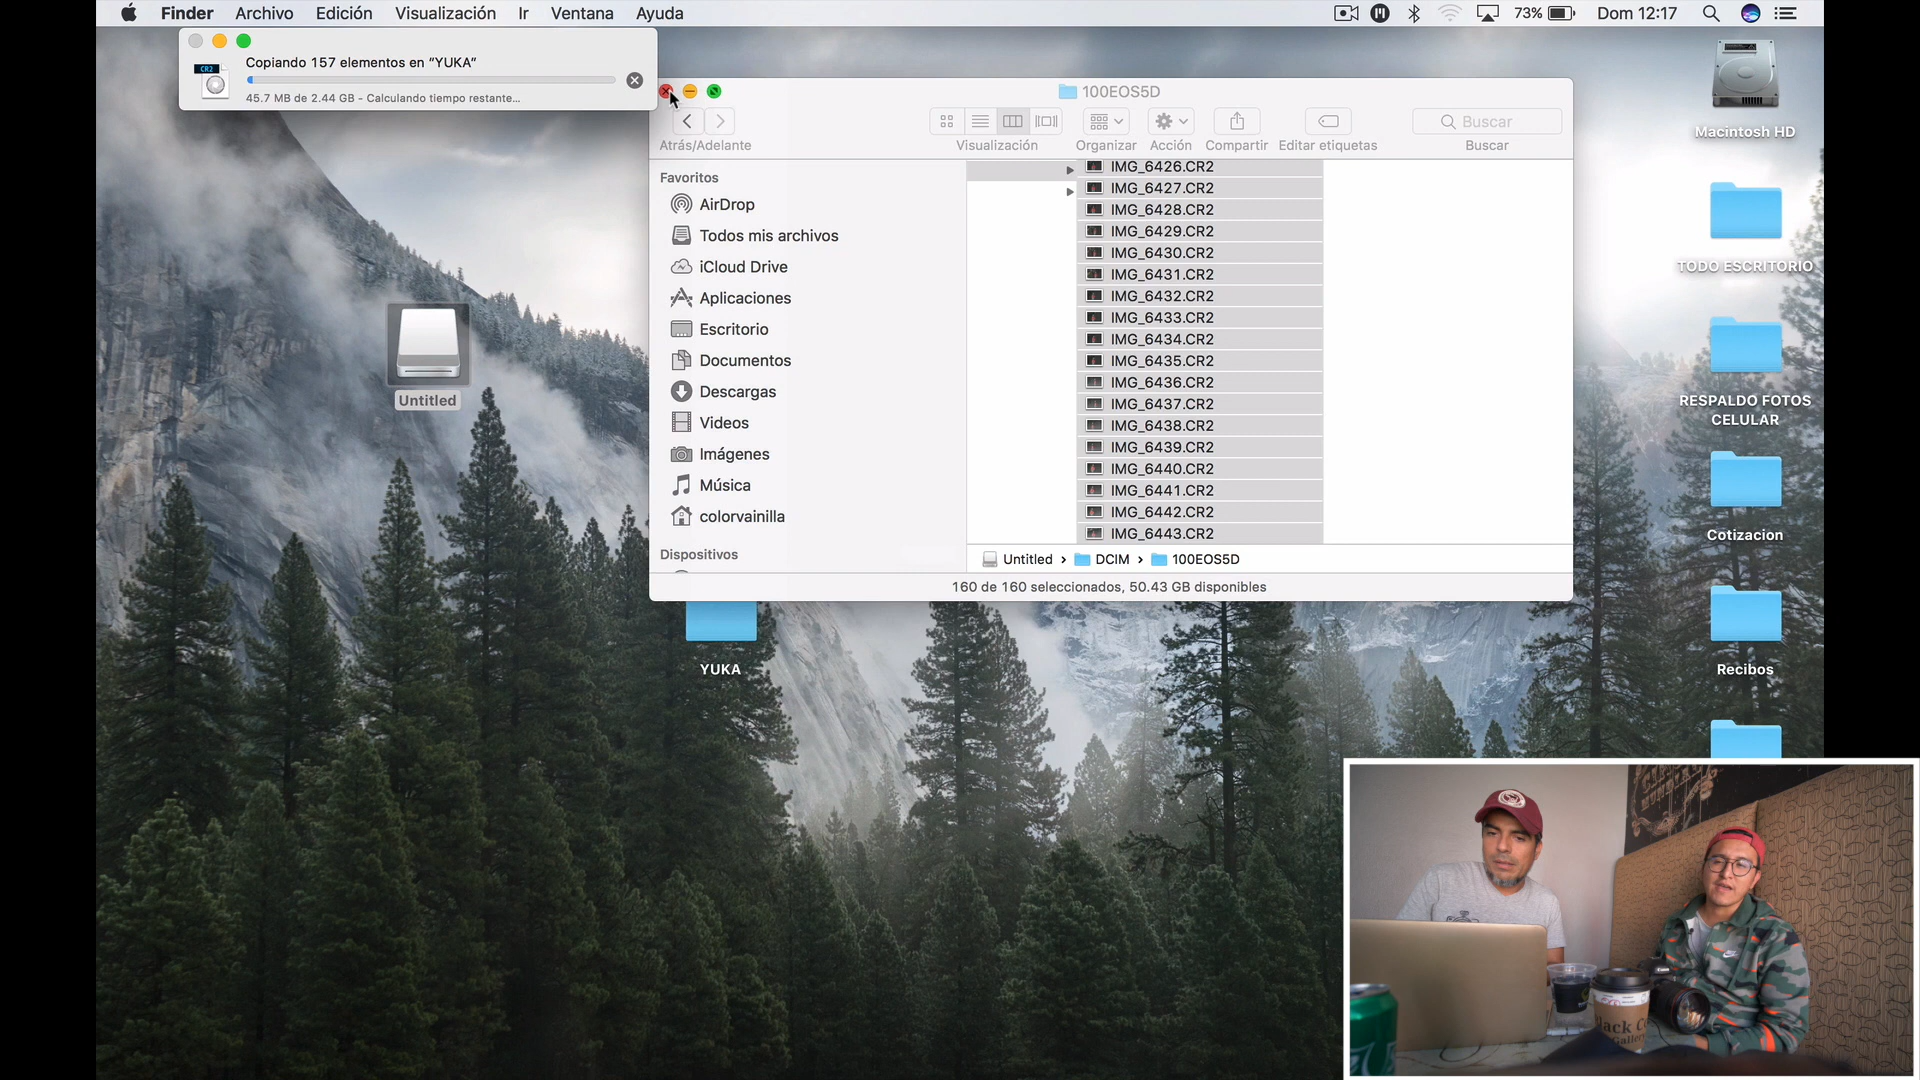 Finder Archivo Edición Visualización Ir Ventana Ayuda
73% Dom 12:17
Copiando 157 elementos en “YUKA”
CR2
45.7 MB de 2.44 GB - Calculando tiempo restante...
100EOS5D
Buscar
Atrás/Adelante Visualización Organizar Acción Compartir Editar etiquetas Buscar
Favoritos
AirDrop
Todos mis archivos
iCloud Drive
Aplicaciones
Escritorio
Documentos
Descargas
Videos
Imágenes
Música
colorvainilla
Dispositivos
IMG_6426.CR2
IMG_6427.CR2
IMG_6428.CR2
IMG_6429.CR2
IMG_6430.CR2
IMG_6431.CR2
IMG_6432.CR2
IMG_6433.CR2
IMG_6434.CR2
IMG_6435.CR2
IMG_6436.CR2
IMG_6437.CR2
IMG_6438.CR2
IMG_6439.CR2
IMG_6440.CR2
IMG_6441.CR2
IMG_6442.CR2
IMG_6443.CR2
Untitled › DCIM › 100EOS5D
160 de 160 seleccionados, 50.43 GB disponibles
Untitled
YUKA
Macintosh HD
TODO ESCRITORIO
RESPALDO FOTOS
CELULAR
Cotizacion
Recibos